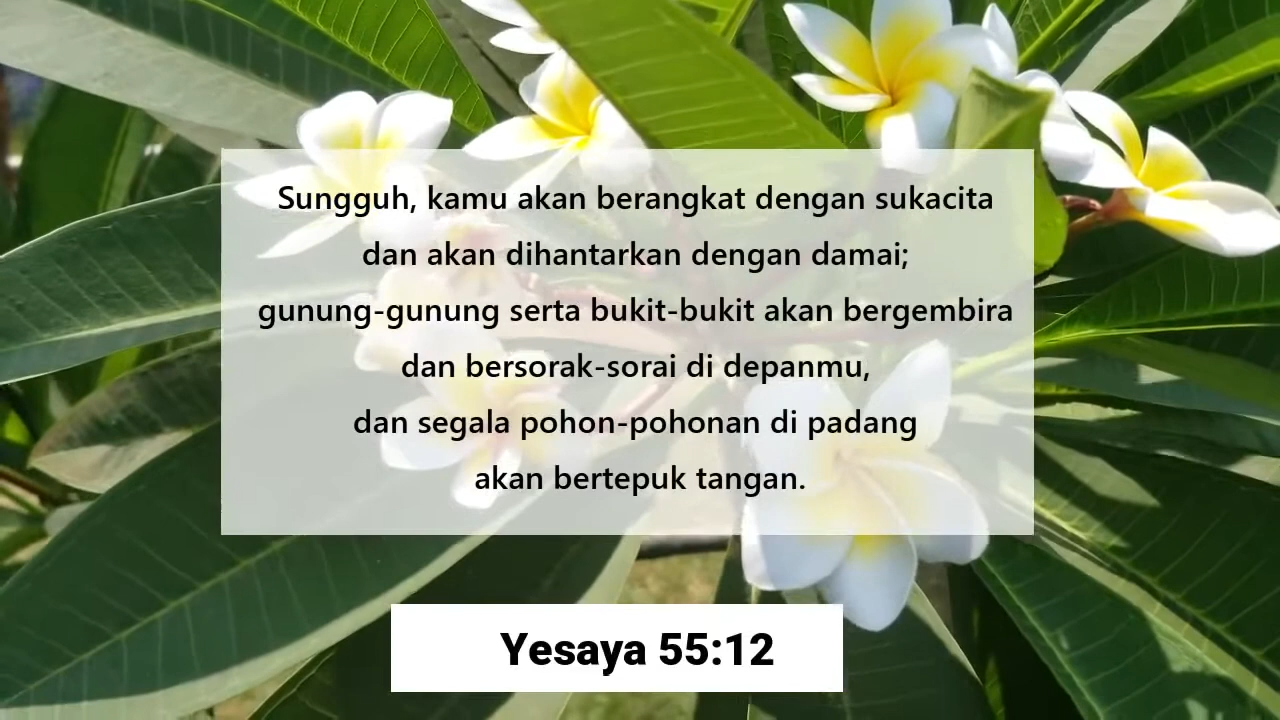 Sungguh, kamu akan berangkat dengan sukacita
dan akan dihantarkan dengan damai;
gunung-gunung serta bukit-bukit akan bergembira
dan bersorak-sorai di depanmu,
dan segala pohon-pohonan di padang
akan bertepuk tangan.
Yesaya 55:12